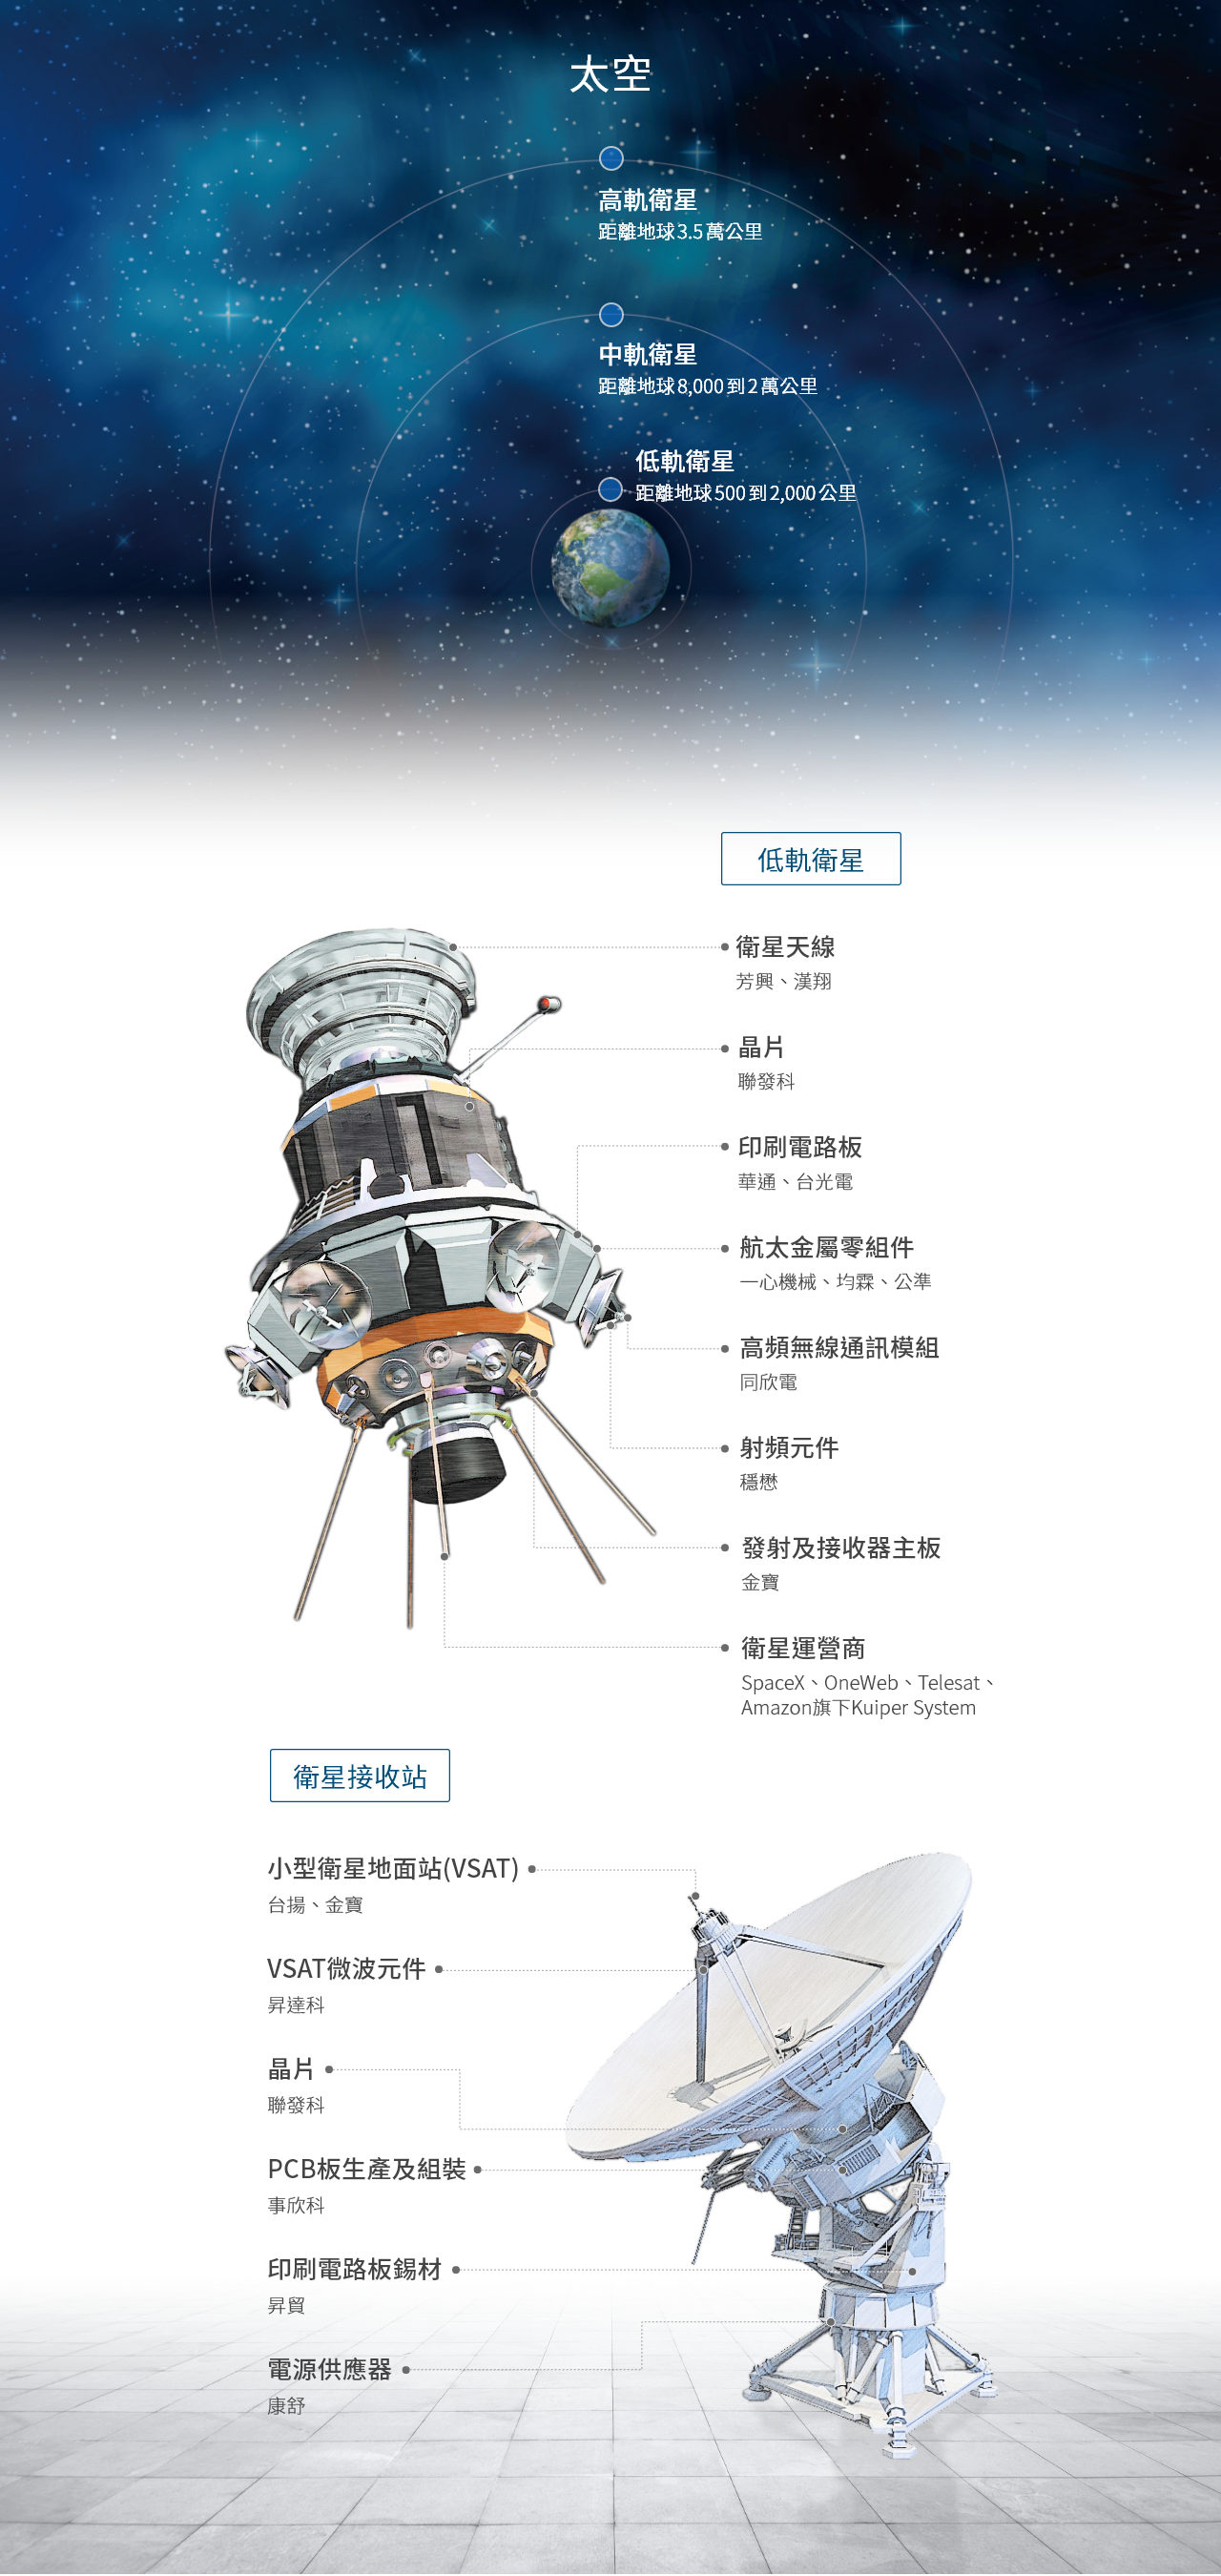 太空
高軌衛星
距離地球3.5萬公里
中軌衛星
距離地球8,000到2萬公里
低軌衛星
距離地球500到2,000公里
低軌衛星
衛星天線
芳興、漢翔
晶片
聯發科
印刷電路板
華通、台光電
航太金屬零組件
一心機械、均霖、公準
高頻無線通訊模組
同欣電
射頻元件
穩懋
發射及接收器主板
金寶
衛星運營商
SpaceX、OneWeb、Telesat、
Amazon旗下Kuiper System
衛星接收站
小型衛星地面站(VSAT)
台揚、金寶
VSAT微波元件
昇達科
晶片
聯發科
PCB板生產及組裝
事欣科
印刷電路板錫材
昇貿
電源供應器
康舒